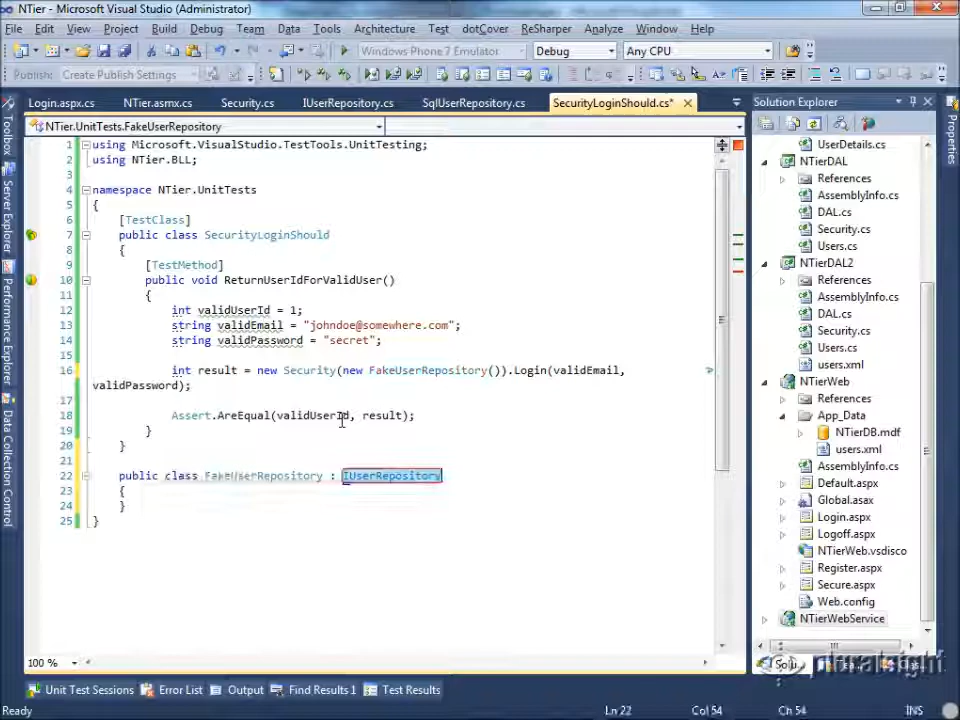 NTier - Microsoft Visual Studio (Administrator)
File Edit View Project Build Debug Team Data Tools Architecture Test dotCover ReSharper Analyze Window Help
Windows Phone 7 Emulator Debug Any CPU
Publish: Create Publish Settings
Login.aspx.cs NTier.asmx.cs Security.cs IUserRepository.cs SqlUserRepository.cs SecurityLoginShould.cs*
NTier.UnitTests.FakeUserRepository
1 using Microsoft.VisualStudio.TestTools.UnitTesting;
2 using NTier.BLL;
3
4 namespace NTier.UnitTests
5 {
6 [TestClass]
7 public class SecurityLoginShould
8 {
9 [TestMethod]
10 public void ReturnUserIdForValidUser()
11 {
12 int validUserId = 1;
13 string validEmail = "johndoe@somewhere.com";
14 string validPassword = "secret";
15
16 int result = new Security(new FakeUserRepository()).Login(validEmail,
validPassword);
17
18 Assert.AreEqual(validUserId, result);
19 }
20 }
21
22 public class FakeUserRepository : IUserRepository
23 {
24 }
25 }
100 %
Toolbox
Server Explorer
Performance Explorer
Data Control
Solution Explorer
UserDetails.cs
NTierDAL
References
AssemblyInfo.cs
DAL.cs
Security.cs
Users.cs
NTierDAL2
References
AssemblyInfo.cs
DAL.cs
Security.cs
Users.cs
users.xml
NTierWeb
References
App_Data
NTierDB.mdf
users.xml
AssemblyInfo.cs
Default.aspx
Global.asax
Login.aspx
Logoff.aspx
NTierWeb.vsdisco
Register.aspx
Secure.aspx
Web.config
NTierWebService
Properties
pluralsight
Unit Test Sessions Error List Output Find Results 1 Test Results
Ready Ln 22 Col 54 Ch 54 INS